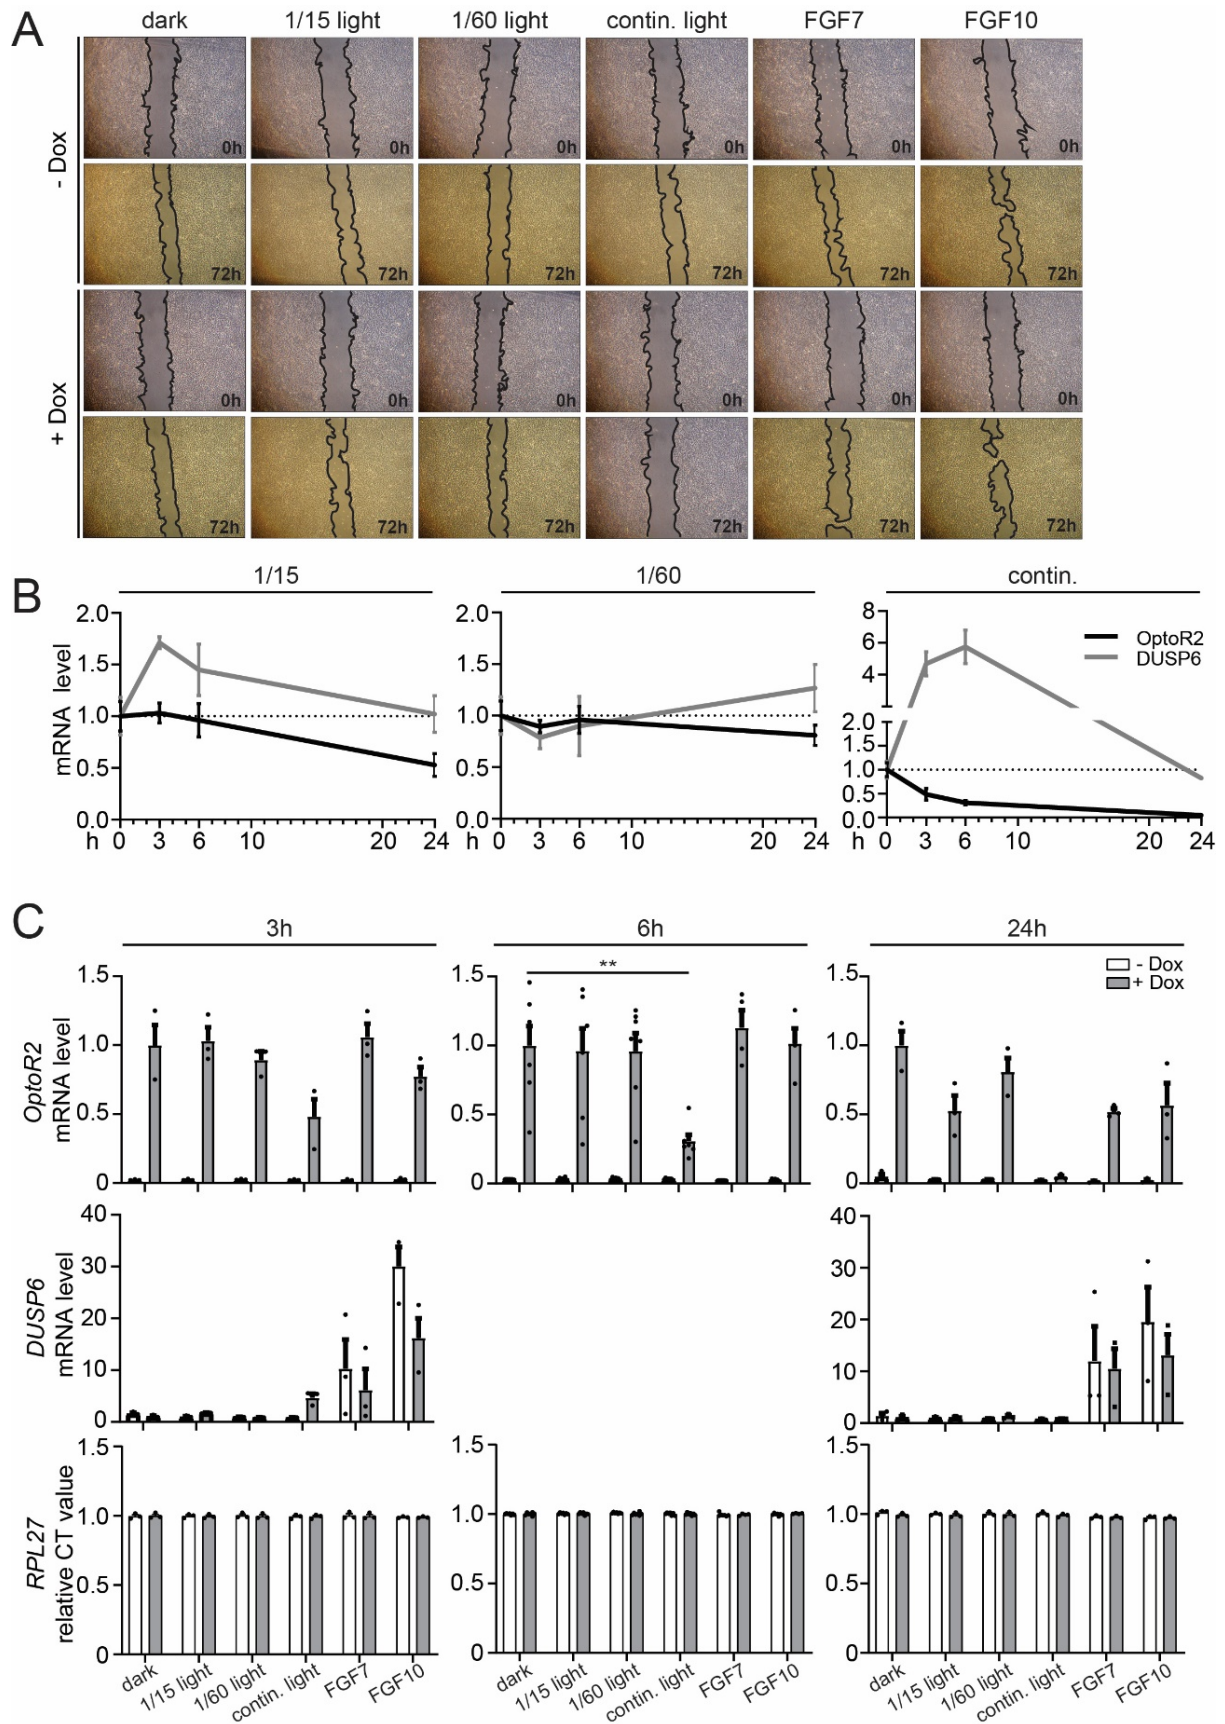 A
dark 1/15 light 1/60 light contin. light FGF7 FGF10
- Dox
0h 0h 0h 0h 0h 0h
72h 72h 72h 72h 72h 72h
+ Dox
0h 0h 0h 0h 0h 0h
72h 72h 72h 72h 72h 72h
B
1/15 1/60 contin.
mRNA level
2.0 2.0 8
1.5 1.5 6
1.0 1.0 4
0.5 0.5 2
0.0 0.0 2.0
1.5
1.0
0.5
0.0
OptoR2
DUSP6
h 0 3 6 10 20 24 h 0 3 6 10 20 24 h 0 3 6 10 20 24
C
3h 6h 24h
OptoR2
mRNA level
1.5 1.5 1.5
1.0 1.0 1.0
0.5 0.5 0.5
0 0 0
**
- Dox
+ Dox
DUSP6
mRNA level
40 40
30 30
20 20
10 10
0 0
RPL27
relative CT value
1.5 1.5 1.5
1.0 1.0 1.0
0.5 0.5 0.5
0 0 0
dark 1/15 light 1/60 light contin. light FGF7 FGF10
dark 1/15 light 1/60 light contin. light FGF7 FGF10
dark 1/15 light 1/60 light contin. light FGF7 FGF10